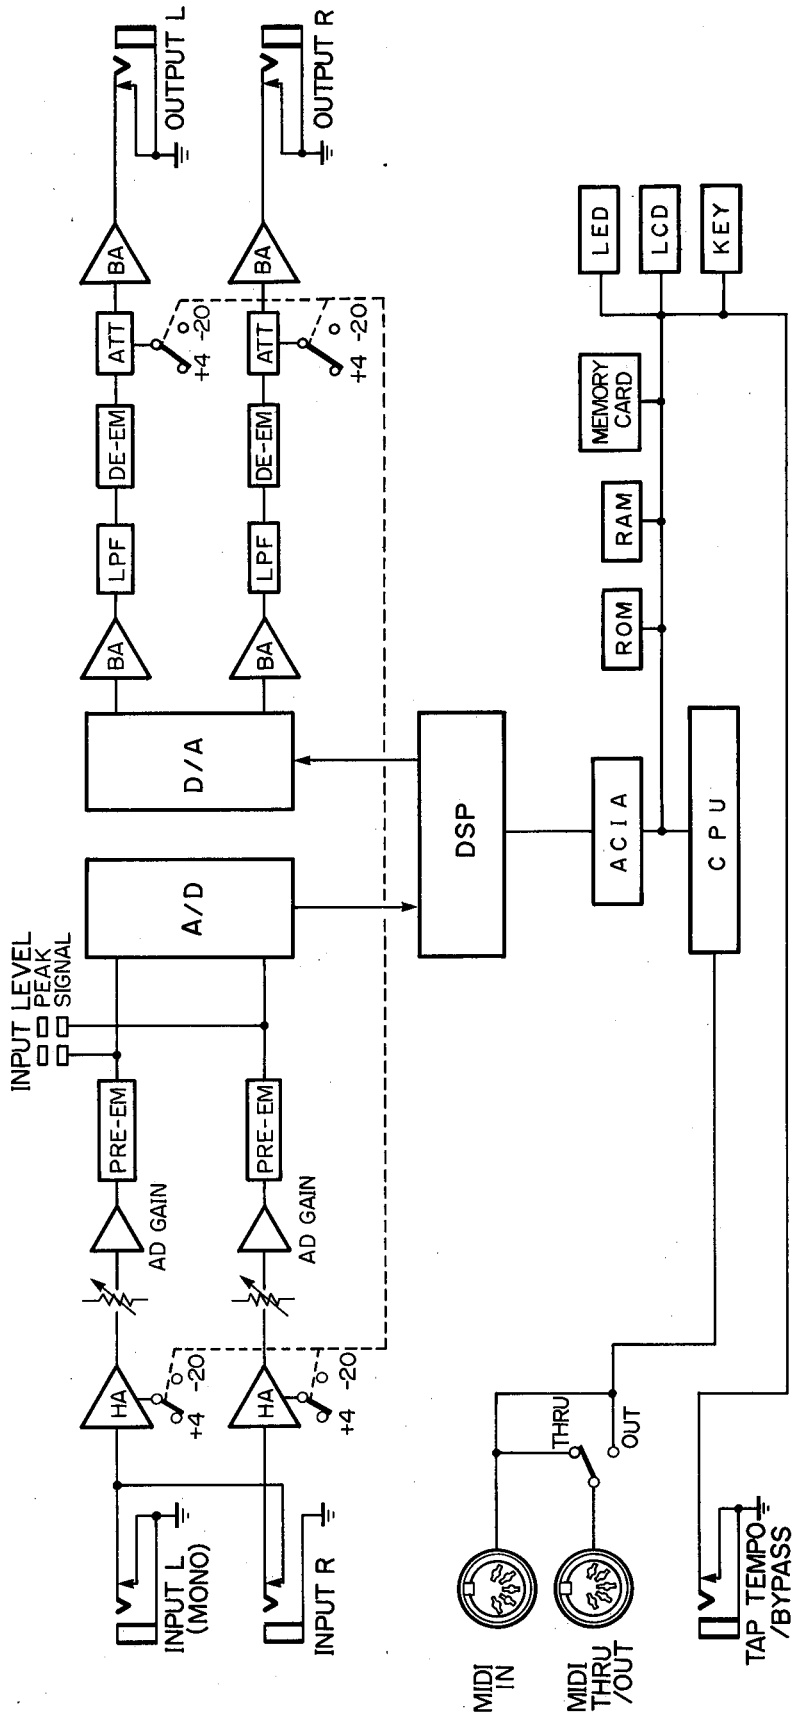 INPUT L
(MONO)
INPUT R
HA
+4
-20
HA
+4
-20
AD GAIN
AD GAIN
PRE-EM
PRE-EM
INPUT LEVEL
PEAK
SIGNAL
A/D
D/A
BA
BA
LPF
LPF
DE-EM
DE-EM
ATT
+4
-20
ATT
+4
-20
BA
BA
OUTPUT L
OUTPUT R
DSP
ACIA
CPU
ROM
RAM
MEMORY
CARD
LED
LCD
KEY
MIDI
IN
MIDI
THRU
/OUT
THRU
OUT
TAP TEMPO
/BYPASS